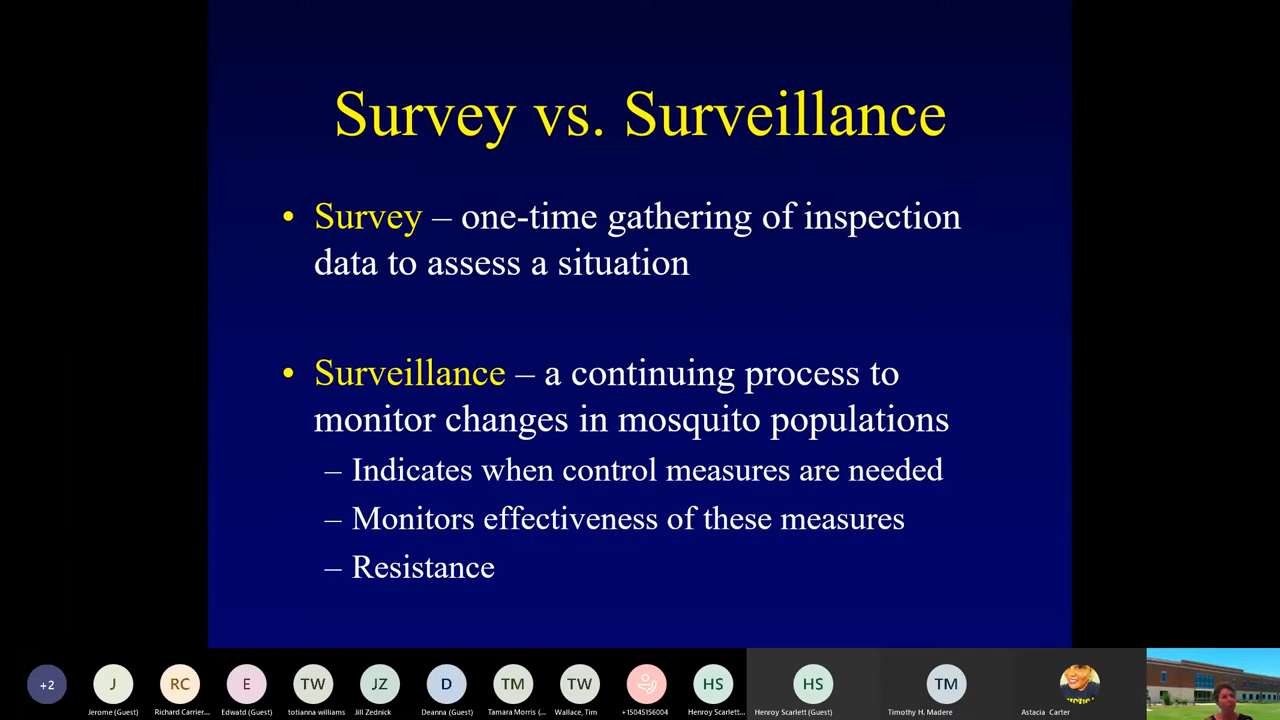 Survey vs. Surveillance
• Survey – one-time gathering of inspection
data to assess a situation
• Surveillance – a continuing process to
monitor changes in mosquito populations
– Indicates when control measures are needed
– Monitors effectiveness of these measures
– Resistance
+2
J
RC
E
TW
JZ
D
TM
TW
HS
HS
TM
Jerome (Guest)
Richard Carrier...
Edwatd (Guest)
totianna williams
Jill Zednick
Deanna (Guest)
Tamara Morris (...
Wallace, Tim
+15045156004
Henroy Scarlett...
Henroy Scarlett (Guest)
Timothy H. Madere
Astacia Carter